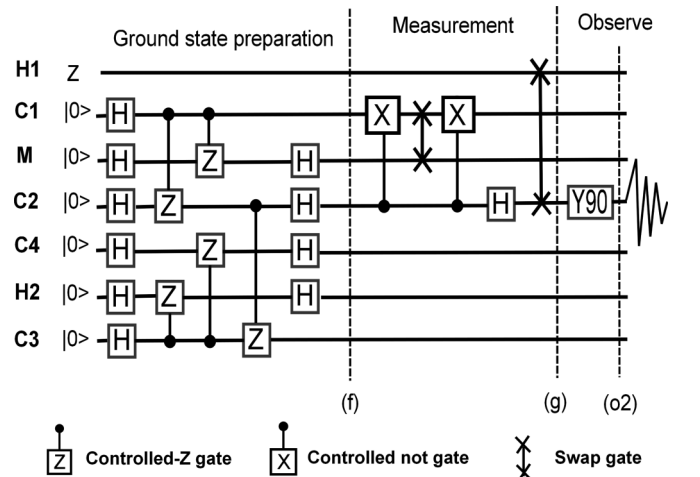 Ground state preparation Measurement Observe
H1 Z
C1 |0> H X X
M |0> H Z H
C2 |0> H Z H H Y90
C4 |0> H Z H
H2 |0> H Z H
C3 |0> H Z
(f) (g) (o2)
Z Controlled-Z gate X Controlled not gate Swap gate